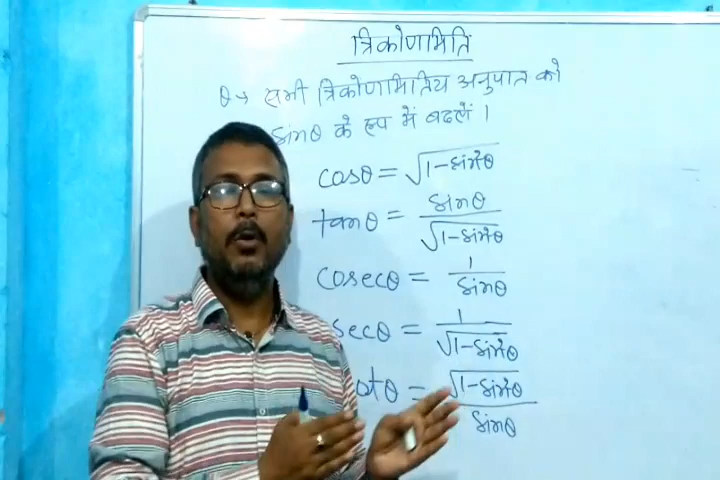 त्रिकोणमिति
θ→ सभी त्रिकोणमितिय अनुपात को
sinθ के रूप में बदलें ।
cosθ = √1-sin²θ
tanθ = sinθ/√1-sin²θ
cosecθ = 1/sinθ
secθ = 1/√1-sin²θ
otθ = √1-sin²θ/sinθ